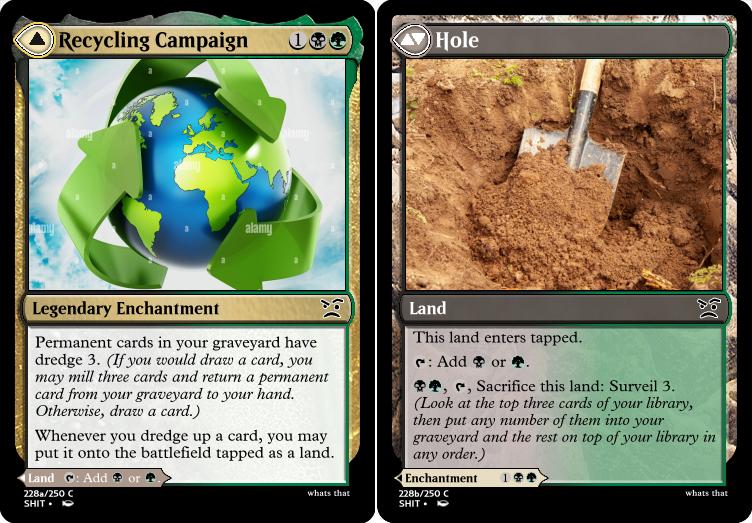 Recycling Campaign 1
a
a
alamy
a
alamy
a
alamy
a
alamy
a
a
Legendary Enchantment
Permanent cards in your graveyard have
dredge 3. (If you would draw a card, you
may mill three cards and return a permanent
card from your graveyard to your hand.
Otherwise, draw a card.)
Whenever you dredge up a card, you may
put it onto the battlefield tapped as a land.
Land : Add or .
228a/250 C
SHIT •
whats that
Hole
Land
This land enters tapped.
: Add or .
, , Sacrifice this land: Surveil 3.
(Look at the top three cards of your library,
then put any number of them into your
graveyard and the rest on top of your library in
any order.)
Enchantment 1
228b/250 C
SHIT •
whats that